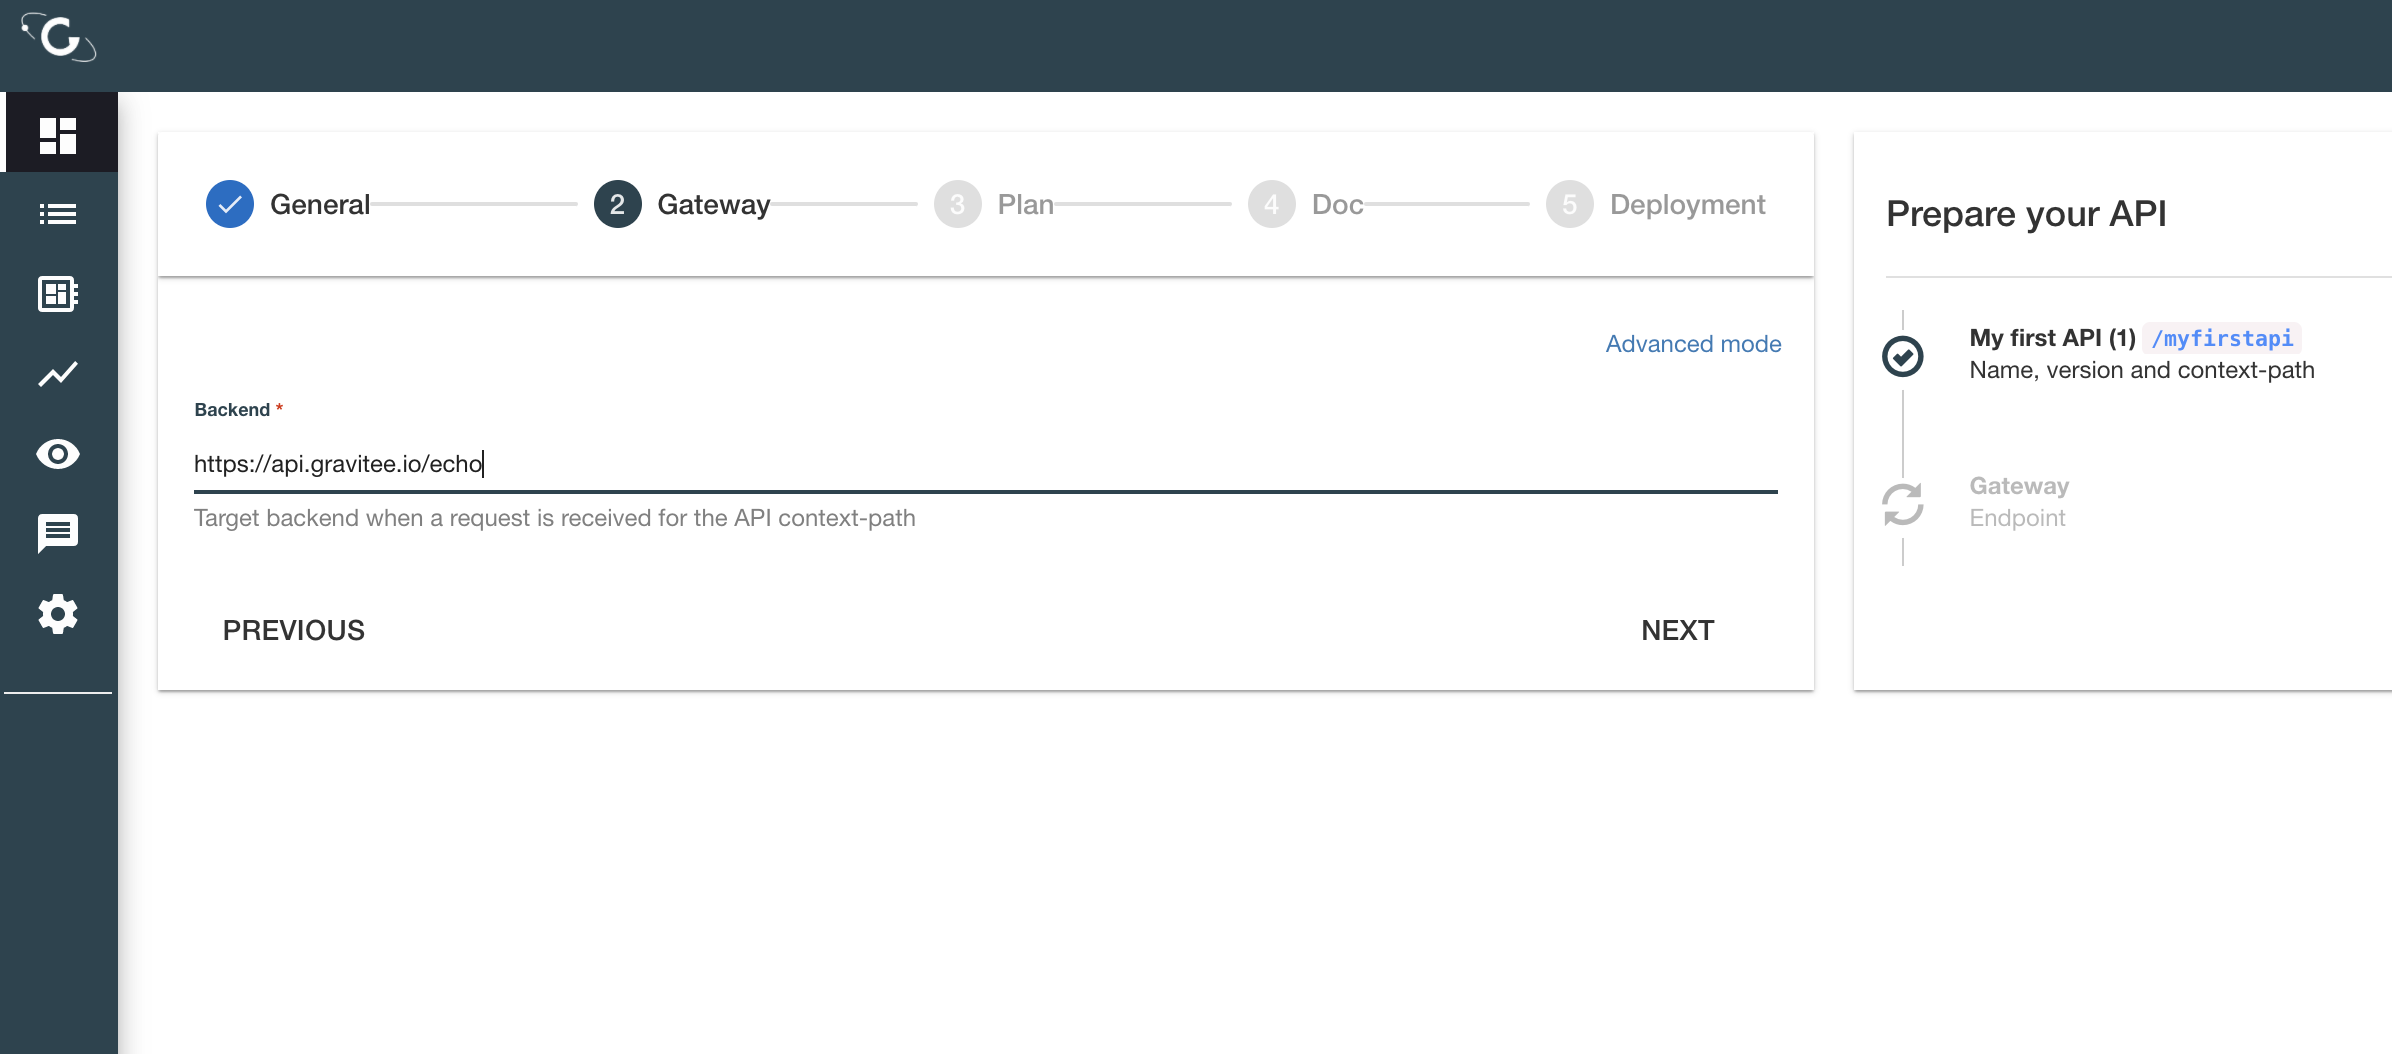 General
2 Gateway
3 Plan
4 Doc
5 Deployment
Advanced mode
Backend *
https://api.gravitee.io/echo
Target backend when a request is received for the API context-path
PREVIOUS
NEXT
Prepare your API
My first API (1) /myfirstapi
Name, version and context-path
Gateway
Endpoint